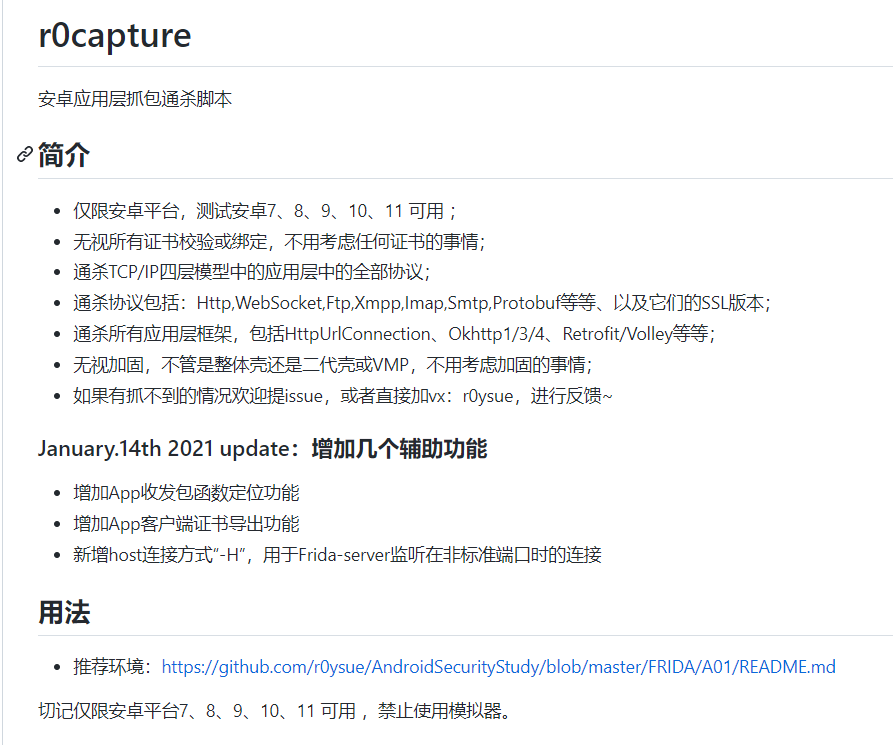 r0capture
安卓应用层抓包通杀脚本
简介
仅限安卓平台，测试安卓7、8、9、10、11 可用 ；
无视所有证书校验或绑定，不用考虑任何证书的事情；
通杀TCP/IP四层模型中的应用层中的全部协议；
通杀协议包括：Http,WebSocket,Ftp,Xmpp,Imap,Smtp,Protobuf等等、以及它们的SSL版本；
通杀所有应用层框架，包括HttpUrlConnection、Okhttp1/3/4、Retrofit/Volley等等；
无视加固，不管是整体壳还是二代壳或VMP，不用考虑加固的事情；
如果有抓不到的情况欢迎提issue，或者直接加vx：r0ysue，进行反馈~
January.14th 2021 update：增加几个辅助功能
增加App收发包函数定位功能
增加App客户端证书导出功能
新增host连接方式“-H”，用于Frida-server监听在非标准端口时的连接
用法
推荐环境：https://github.com/r0ysue/AndroidSecurityStudy/blob/master/FRIDA/A01/README.md
切记仅限安卓平台7、8、9、10、11 可用 ，禁止使用模拟器。